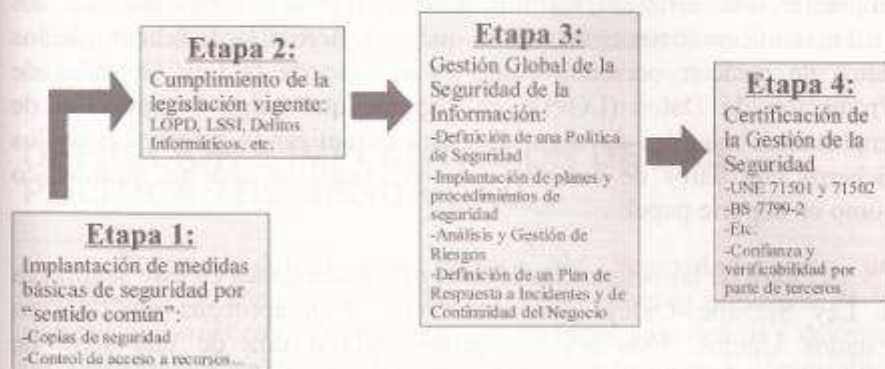 Etapa 1:
Implantación de medidas
básicas de seguridad por
“sentido común”:
-Copias de seguridad
-Control de acceso a recursos...
Etapa 2:
Cumplimiento de la
legislación vigente:
LOPD, LSSI, Delitos
Informáticos, etc.
Etapa 3:
Gestión Global de la
Seguridad de la
Información:
-Definición de una Política
de Seguridad
-Implantación de planes y
procedimientos de
seguridad
-Análisis y Gestión de
Riesgos
-Definición de un Plan de
Respuesta a Incidentes y de
Continuidad del Negocio
Etapa 4:
Certificación de
la Gestión de la
Seguridad
-UNE 71501 y 71502
-BS 7799-2
-Etc.
-Confianza y
verificabilidad por
parte de terceros